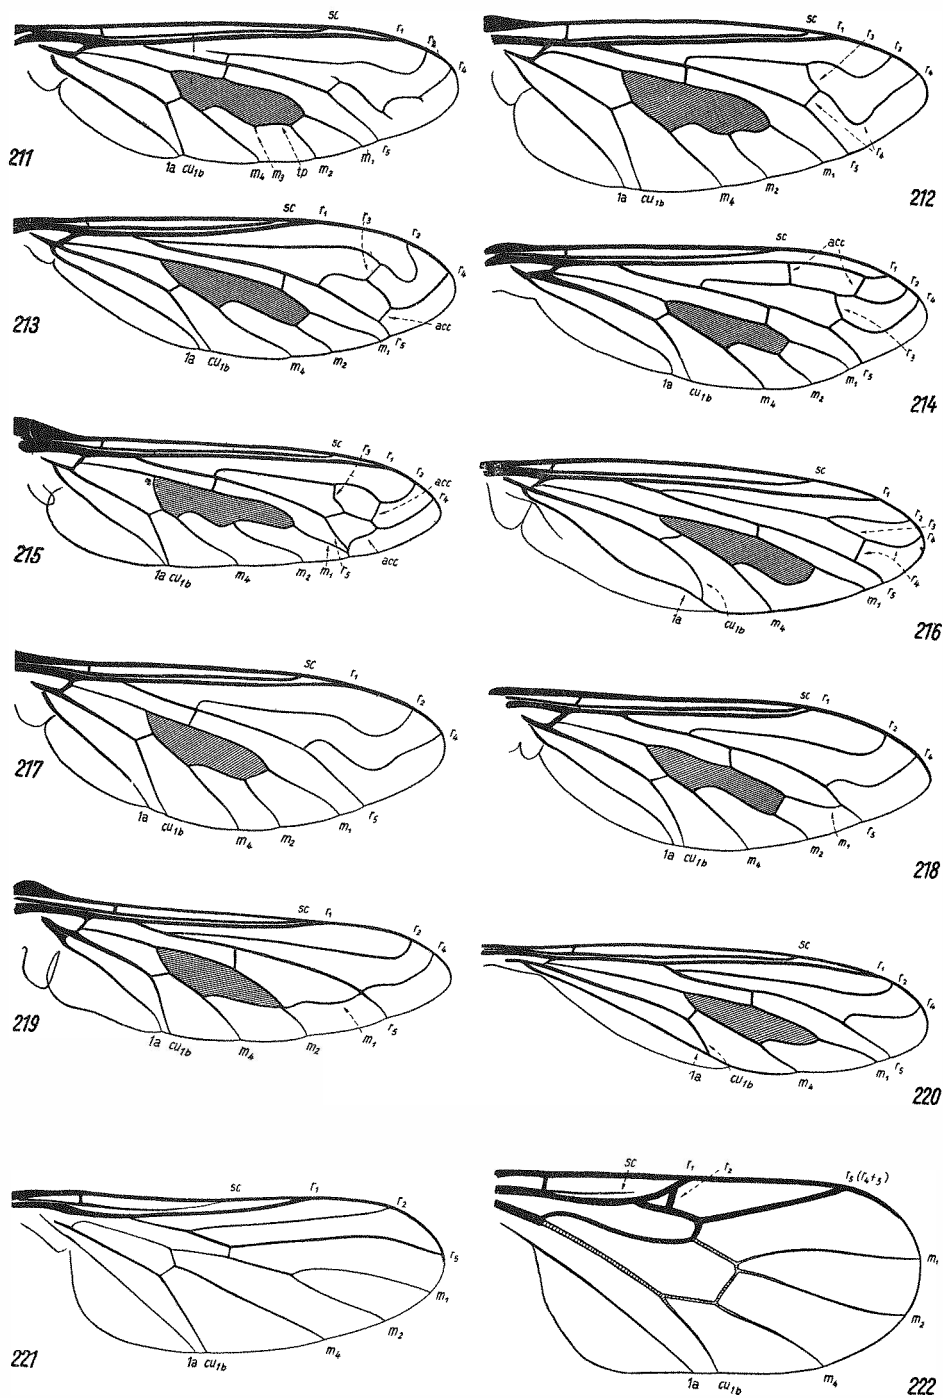 sc r₁ r₂ r₄
1a cu₁b m₄ m₃ tp m₂ m₁ r₅
211
sc r₁ r₃ r₂ r₄
1a cu₁b m₄ m₂ m₁ r₅ r₄
212
sc r₁ r₃ r₂ r₄
acc
1a cu₁b m₄ m₂ m₁ r₅
213
sc acc r₁ r₂ r₄
r₃
1a cu₁b m₄ m₂ m₁ r₅
214
sc r₃ r₁ r₂ acc r₄
1a cu₁b m₄ m₂ m₁ r₅ acc
215
sc r₁ r₂ r₃ r₄
r₄
1a cu₁b m₄ m₁ r₅
216
sc r₁ r₂ r₄
1a cu₁b m₄ m₂ m₁ r₅
217
sc r₁ r₂ r₄
1a cu₁b m₄ m₂ m₁ r₅
218
sc r₁ r₂ r₄
1a cu₁b m₄ m₂ m₁ r₅
219
sc r₁ r₂ r₄
1a cu₁b m₄ m₁ r₅
220
sc r₁ r₂ r₅
1a cu₁b m₄ m₂ m₁
221
sc r₁ r₂ r₅ (r₄+₅)
m₁
m₂
1a cu₁b m₄
222